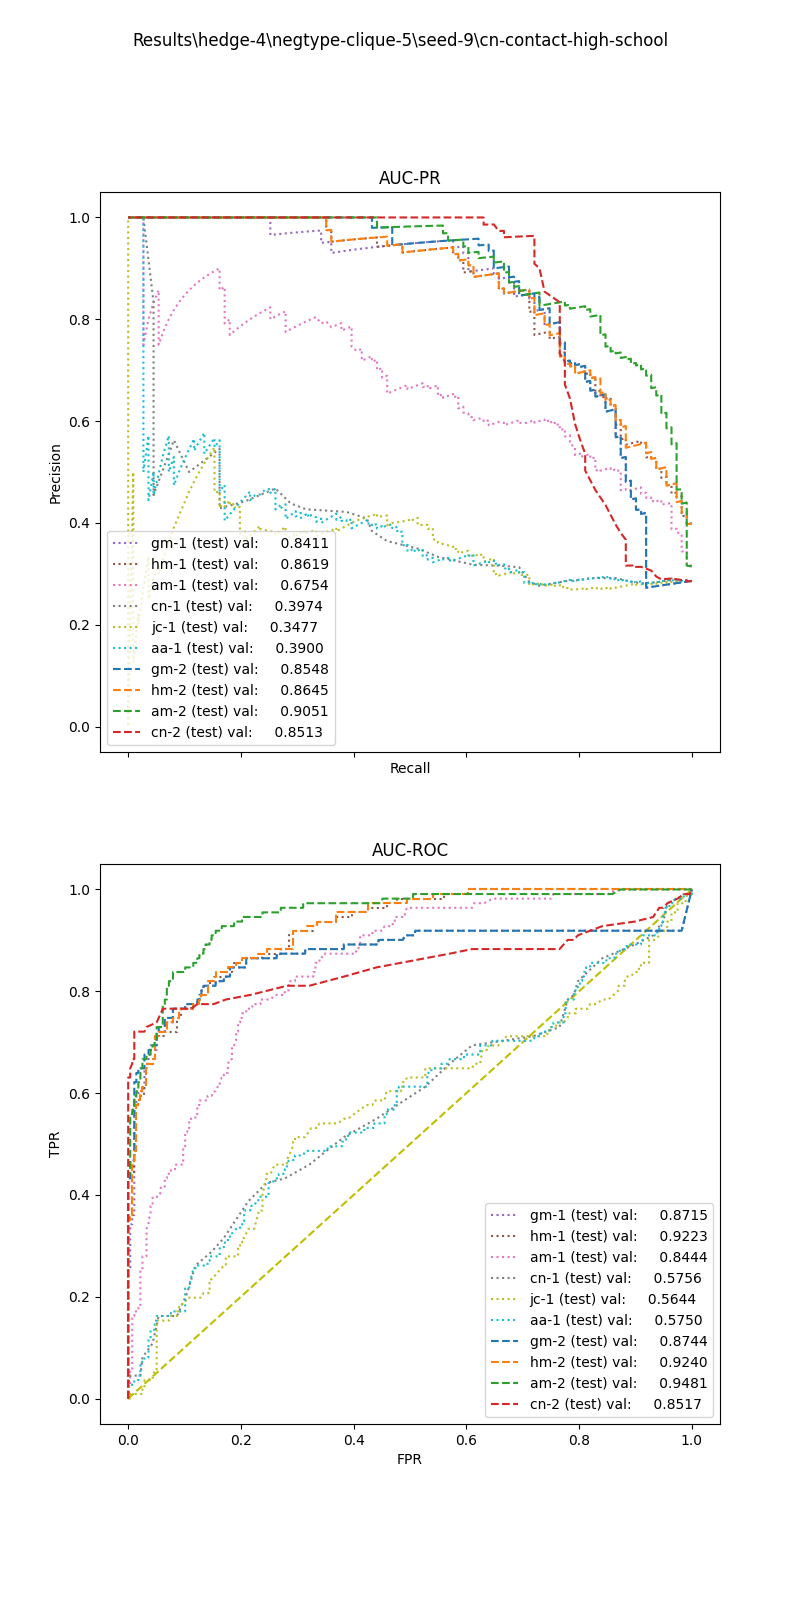 Results\hedge-4\negtype-clique-5\seed-9\cn-contact-high-school
AUC-PR
1.0
0.8
0.6
0.4
0.2
0.0
Precision
gm-1 (test) val: 0.8411
hm-1 (test) val: 0.8619
am-1 (test) val: 0.6754
cn-1 (test) val: 0.3974
jc-1 (test) val: 0.3477
aa-1 (test) val: 0.3900
gm-2 (test) val: 0.8548
hm-2 (test) val: 0.8645
am-2 (test) val: 0.9051
cn-2 (test) val: 0.8513
Recall
AUC-ROC
1.0
0.8
0.6
0.4
0.2
0.0
TPR
gm-1 (test) val: 0.8715
hm-1 (test) val: 0.9223
am-1 (test) val: 0.8444
cn-1 (test) val: 0.5756
jc-1 (test) val: 0.5644
aa-1 (test) val: 0.5750
gm-2 (test) val: 0.8744
hm-2 (test) val: 0.9240
am-2 (test) val: 0.9481
cn-2 (test) val: 0.8517
0.0 0.2 0.4 0.6 0.8 1.0
FPR